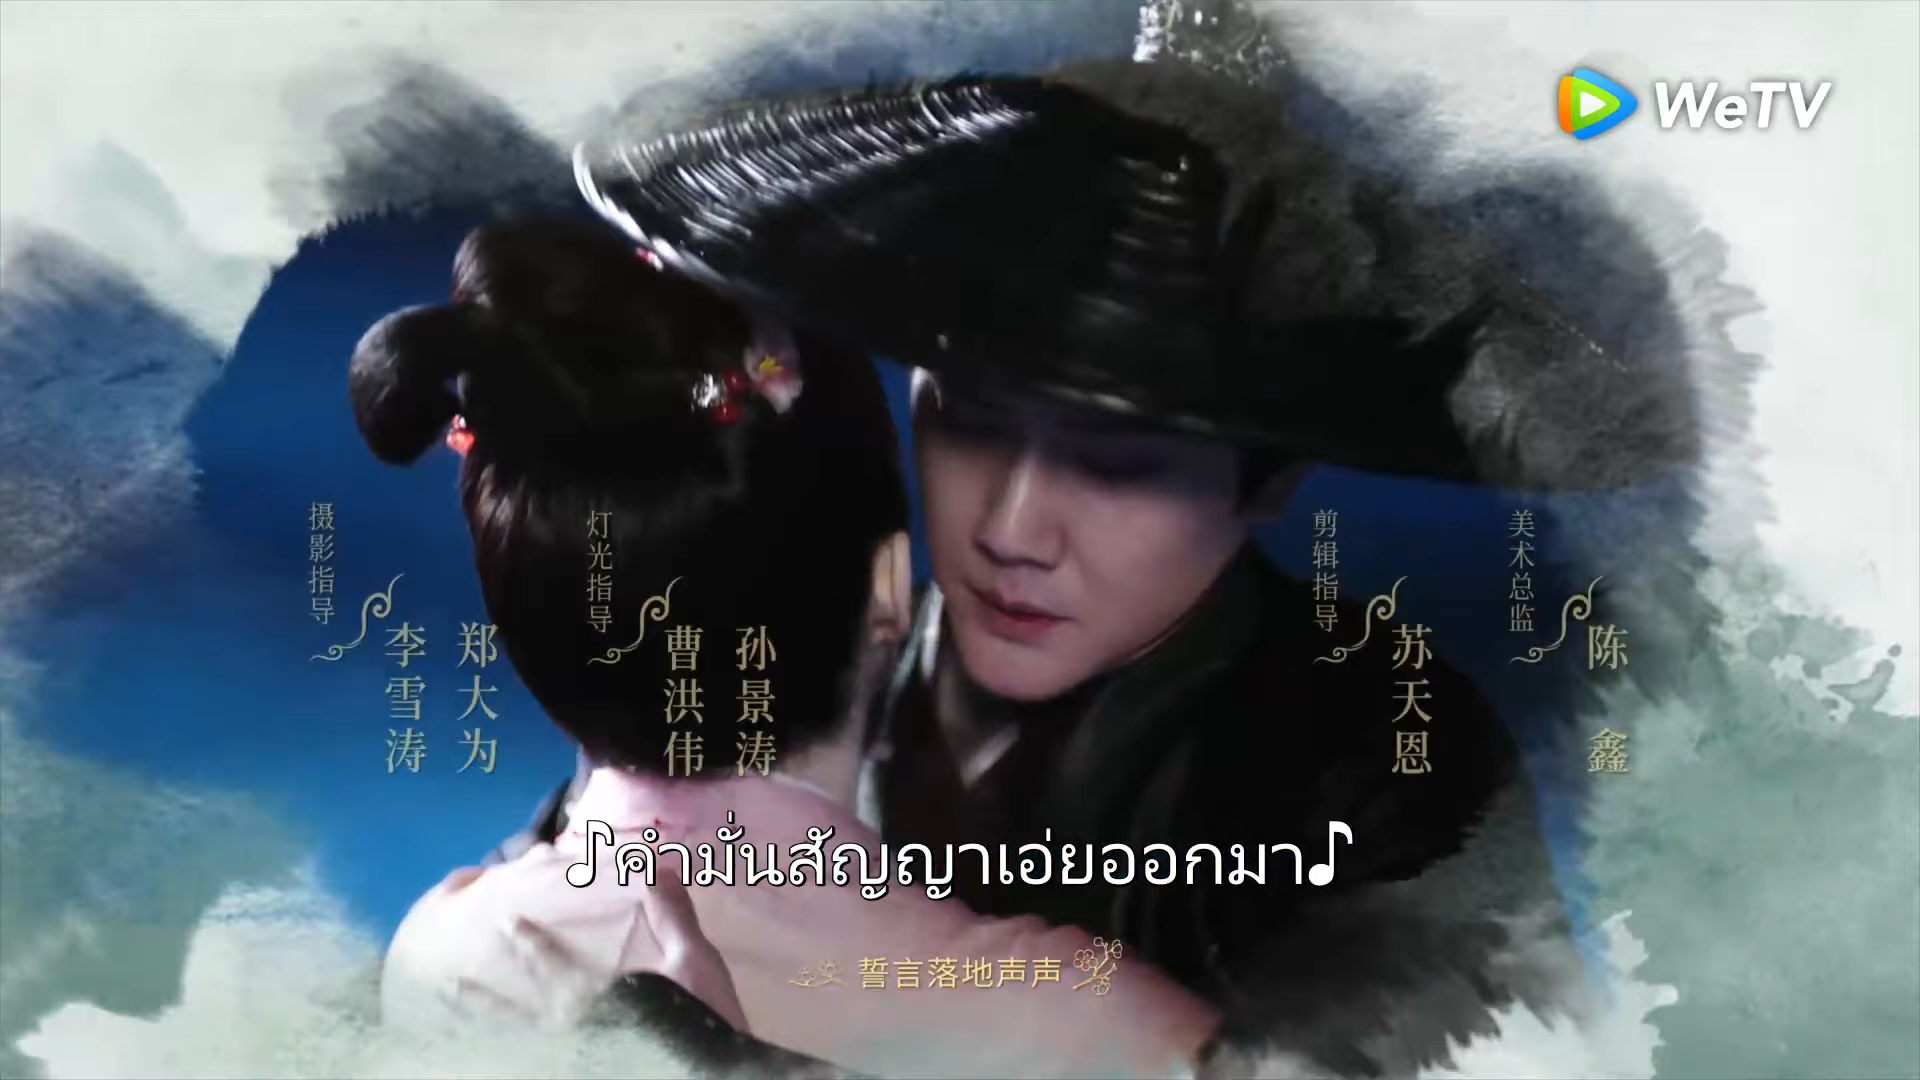 WeTV
摄影指导
李雪涛
郑大为
灯光指导
曹洪伟
孙景涛
剪辑指导
苏天恩
美术总监
陈鑫
♪คำมั่นสัญญาเอ่ยออกมา♪
誓言落地声声